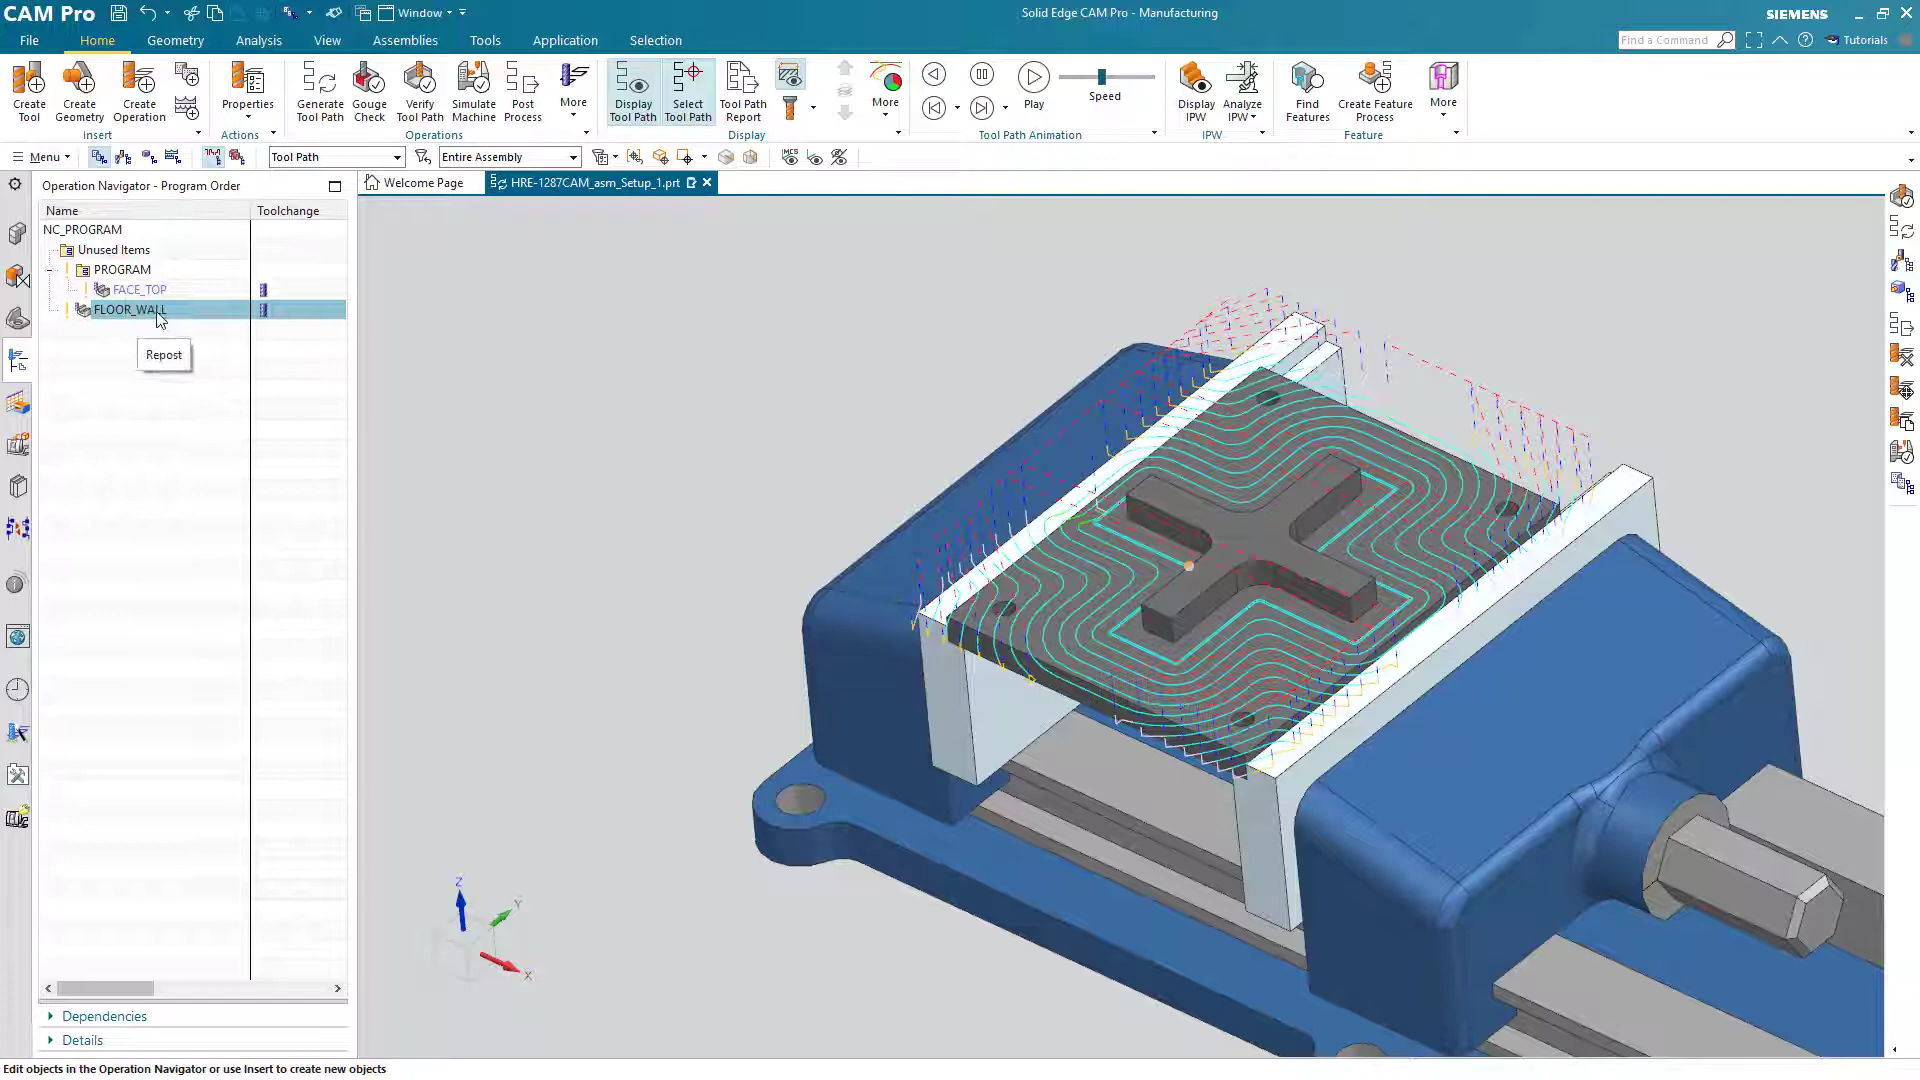 CAM Pro
Window
Solid Edge CAM Pro - Manufacturing
SIEMENS
File
Home
Geometry
Analysis
View
Assemblies
Tools
Application
Selection
Find a Command
Tutorials
Create Tool
Create Geometry
Create Operation
Properties
Generate Tool Path
Gouge Check
Verify Tool Path
Simulate Machine
Post Process
More
Display Tool Path
Select Tool Path
Tool Path Report
More
Play
Speed
Display IPW
Analyze IPW
Find Features
Create Feature Process
More
Insert
Actions
Operations
Display
Tool Path Animation
IPW
Feature
Menu
Tool Path
Entire Assembly
MCS
Operation Navigator - Program Order
Welcome Page
HRE-1287CAM_asm_Setup_1.prt
Name
Toolchange
NC_PROGRAM
Unused Items
PROGRAM
FACE_TOP
FLOOR_WALL
Repost
Z
Y
X
Dependencies
Details
Edit objects in the Operation Navigator or use Insert to create new objects